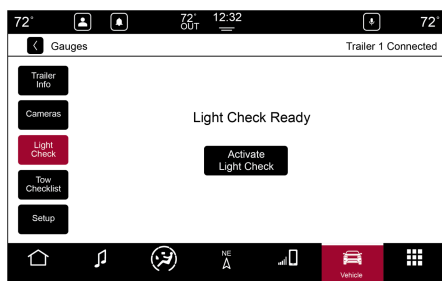 72° 72° 12:32 72°
OUT
Gauges Trailer 1 Connected
Trailer
Info
Cameras
Light Check Ready
Light
Check
Activate
Light Check
Tow
Checklist
Setup
NE
Vehicle